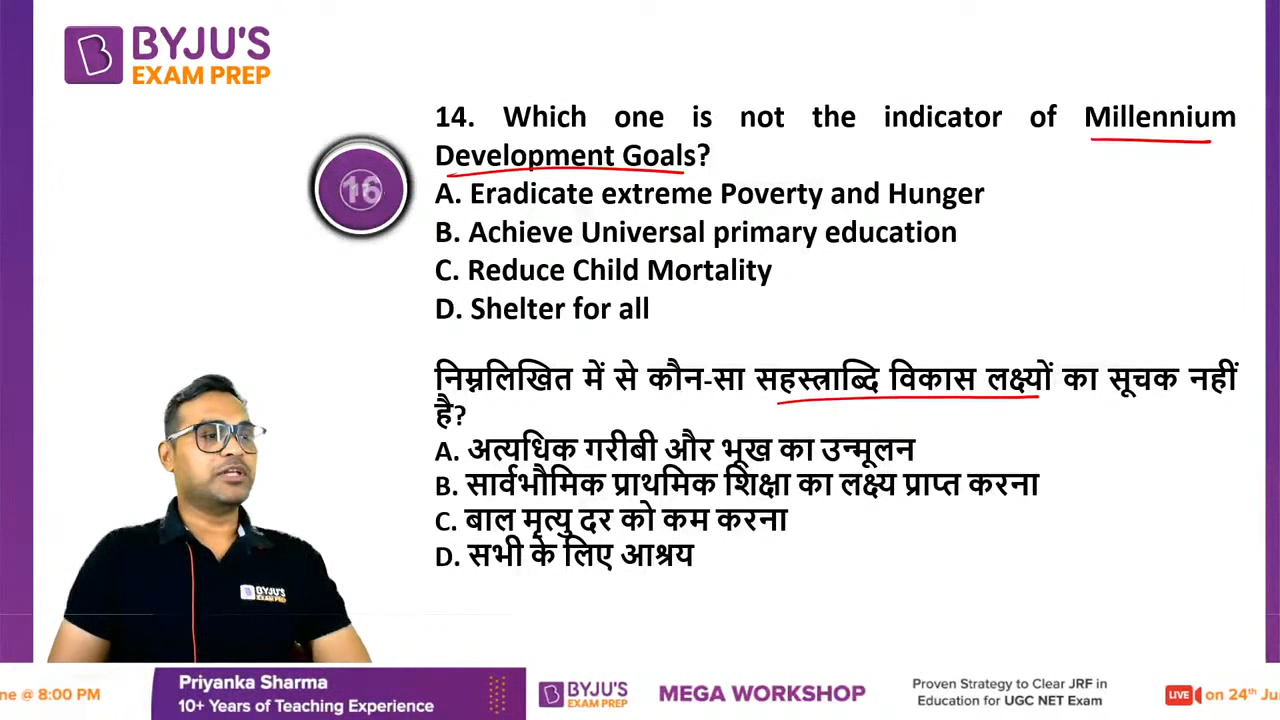 BYJU'S
EXAM PREP
14. Which one is not the indicator of Millennium
Development Goals?
16
A. Eradicate extreme Poverty and Hunger
B. Achieve Universal primary education
C. Reduce Child Mortality
D. Shelter for all
निम्नलिखित में से कौन-सा सहस्त्राब्दि विकास लक्ष्यों का सूचक नहीं
है?
A. अत्यधिक गरीबी और भूख का उन्मूलन
B. सार्वभौमिक प्राथमिक शिक्षा का लक्ष्य प्राप्त करना
C. बाल मृत्यु दर को कम करना
D. सभी के लिए आश्रय
BYJU'S
EXAM PREP
ne @ 8:00 PM
Priyanka Sharma
10+ Years of Teaching Experience
BYJU'S
EXAM PREP
MEGA WORKSHOP
Proven Strategy to Clear JRF in
Education for UGC NET Exam
LIVE
on 24th Ju